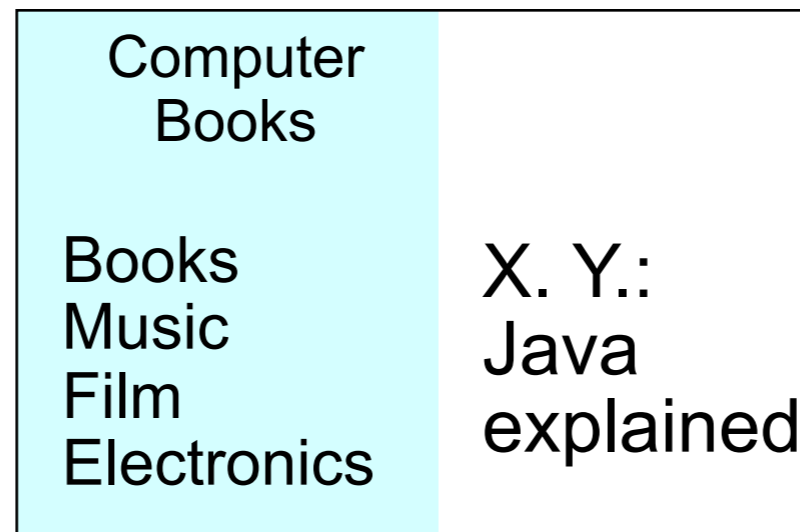 Computer
Books
Books
Music
Film
Electronics
X. Y.:
Java
explained